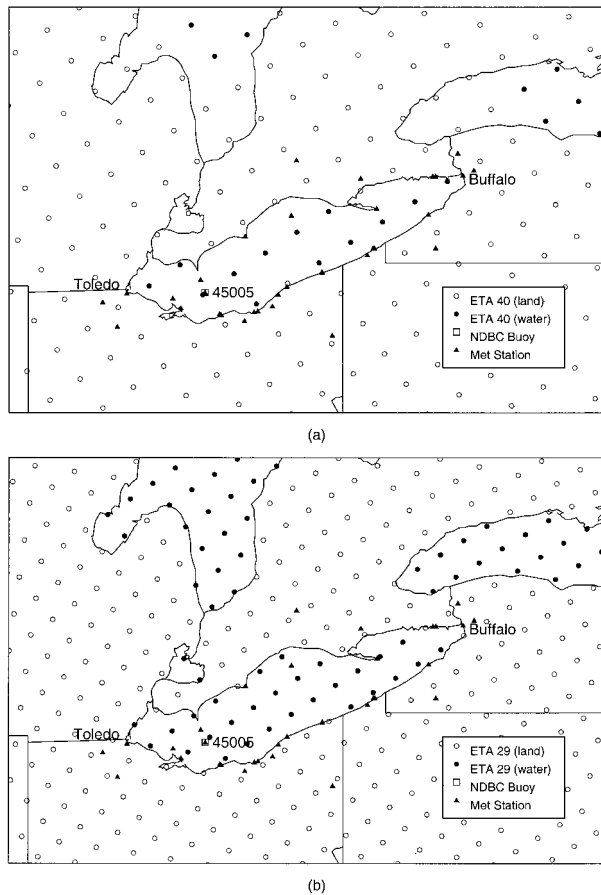 Buffalo
Toledo
45005
ETA 40 (land)
ETA 40 (water)
NDBC Buoy
Met Station
(a)
Buffalo
Toledo
45005
ETA 29 (land)
ETA 29 (water)
NDBC Buoy
Met Station
(b)